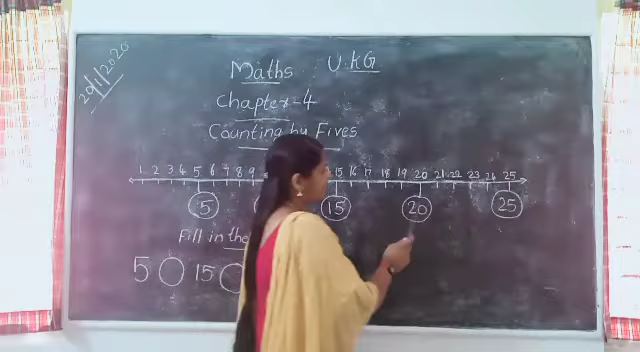 20/1/2020
Maths U.KG
Chapter-4
Counting by Fives
1 2 3 4 5 6 7 8 9 15 16 17 18 19 20 21 22 23 24 25
5 15 20 25
Fill in the
5 15